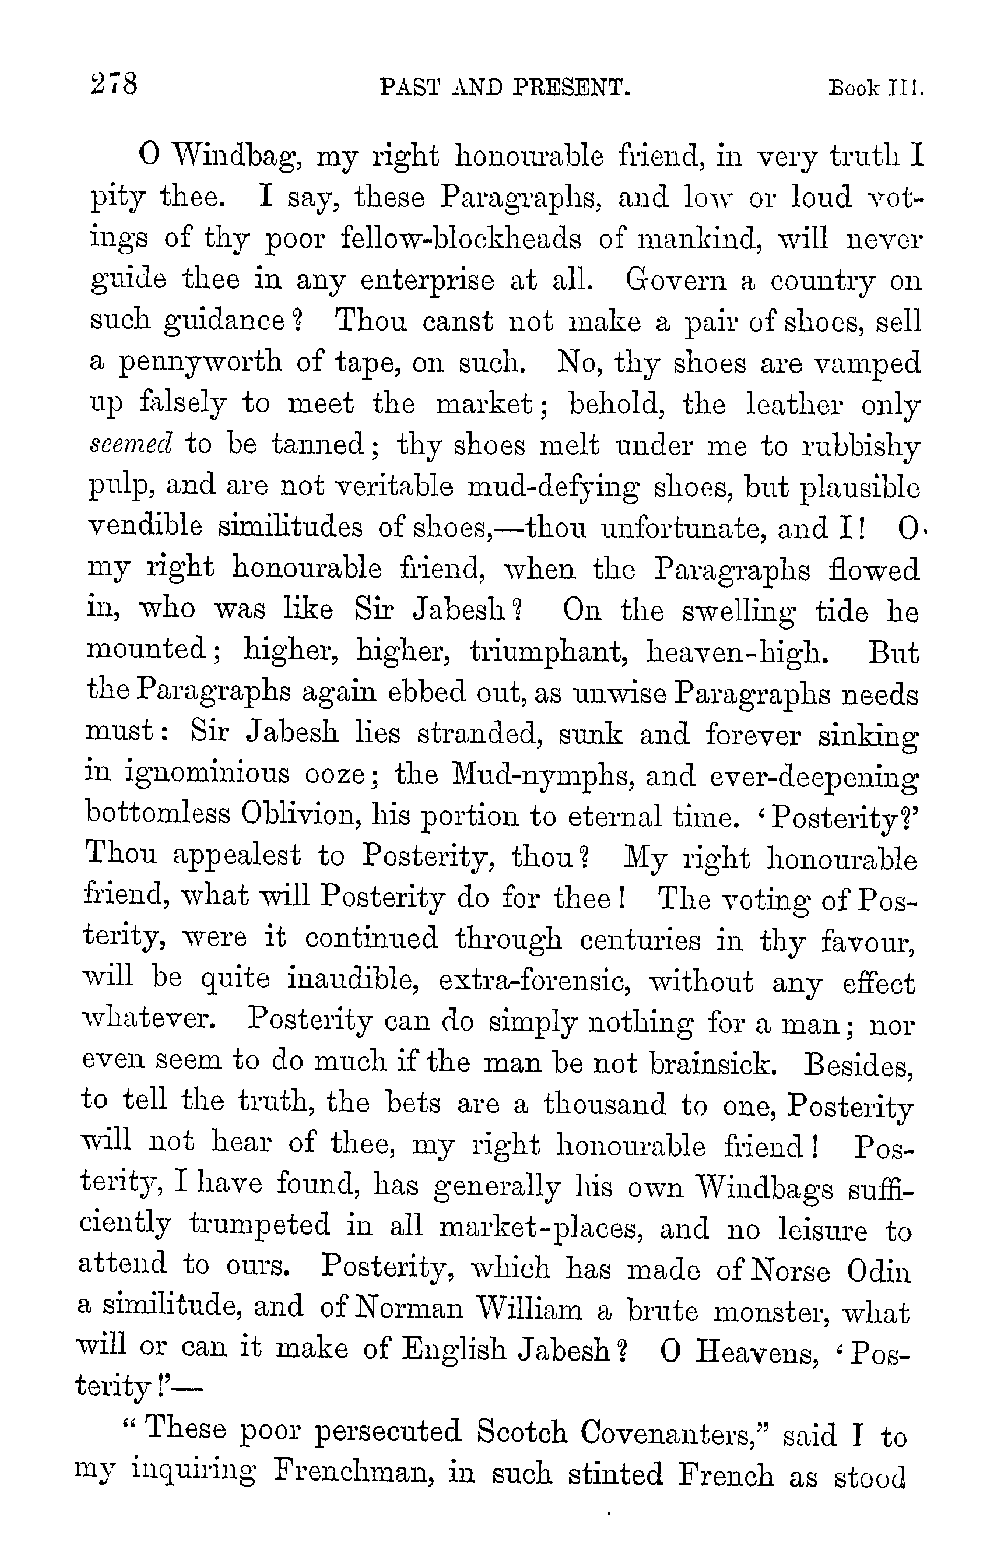 278 PAST AND PRESENT. Book III.
O Windbag, my right honourable friend, in very truth I
pity thee. I say, these Paragraphs, and low or loud vot-
ings of thy poor fellow-blockheads of mankind, will never
guide thee in any enterprise at all. Govern a country on
such guidance? Thou canst not make a pair of shoes, sell
a pennyworth of tape, on such. No, thy shoes are vamped
up falsely to meet the market; behold, the leather only
seemed to be tanned; thy shoes melt under me to rubbishy
pulp, and are not veritable mud-defying shoes, but plausible
vendible similitudes of shoes,—thou unfortunate, and I! O
my right honourable friend, when the Paragraphs flowed
in, who was like Sir Jabesh? On the swelling tide he
mounted; higher, higher, triumphant, heaven-high. But
the Paragraphs again ebbed out, as unwise Paragraphs needs
must: Sir Jabesh lies stranded, sunk and forever sinking
in ignominious ooze; the Mud-nymphs, and ever-deepening
bottomless Oblivion, his portion to eternal time. ‘Posterity?’
Thou appealest to Posterity, thou? My right honourable
friend, what will Posterity do for thee! The voting of Pos-
terity, were it continued through centuries in thy favour,
will be quite inaudible, extra-forensic, without any effect
whatever. Posterity can do simply nothing for a man; nor
even seem to do much if the man be not brainsick. Besides,
to tell the truth, the bets are a thousand to one, Posterity
will not hear of thee, my right honourable friend! Pos-
terity, I have found, has generally his own Windbags suffi-
ciently trumpeted in all market-places, and no leisure to
attend to ours. Posterity, which has made of Norse Odin
a similitude, and of Norman William a brute monster, what
will or can it make of English Jabesh? O Heavens, ‘Pos-
terity!’—
“These poor persecuted Scotch Covenanters,” said I to
my inquiring Frenchman, in such stinted French as stood